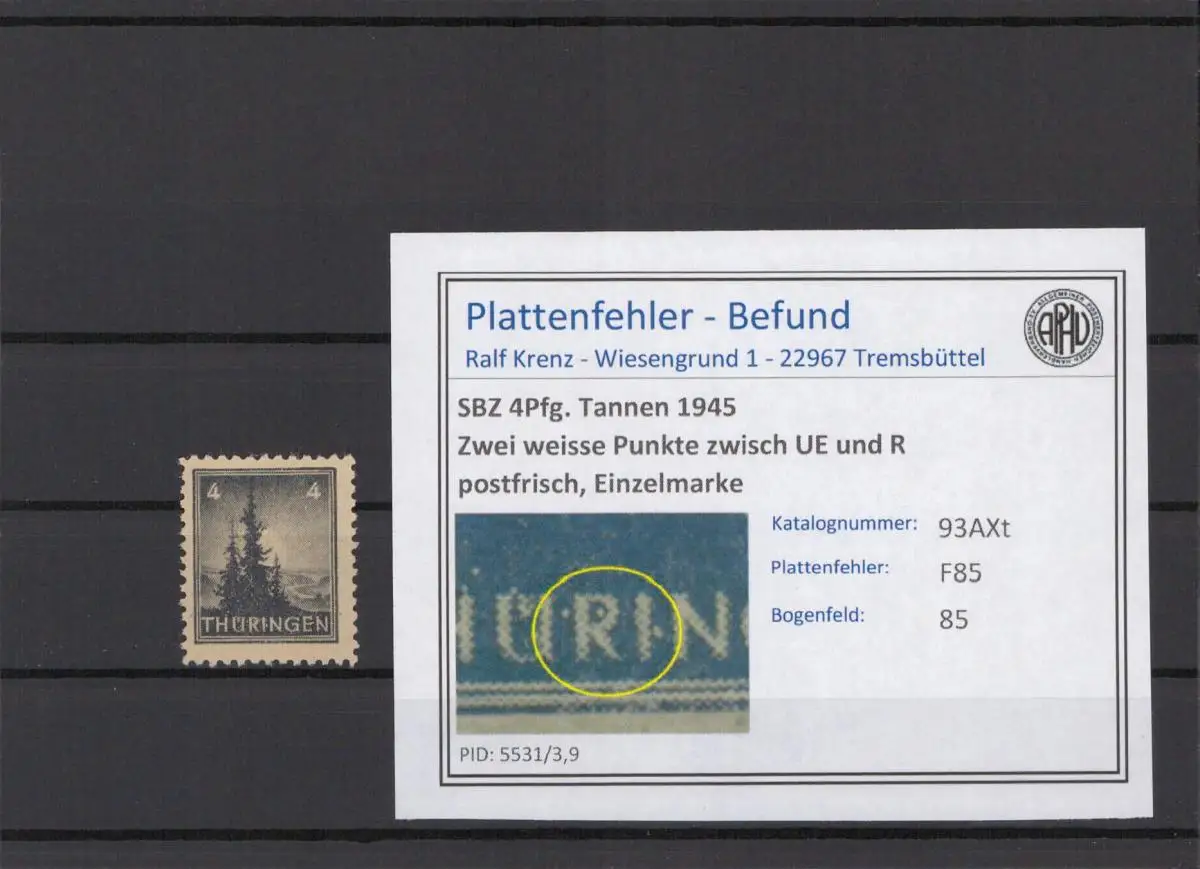 4 4
THÜRINGEN
Plattenfehler - Befund
Ralf Krenz - Wiesengrund 1 - 22967 Tremsbüttel
APHV
SBZ 4Pfg. Tannen 1945
Zwei weisse Punkte zwisch UE und R
postfrisch, Einzelmarke
ÜRIN
Katalognummer: 93AXt
Plattenfehler: F85
Bogenfeld: 85
PID: 5531/3,9